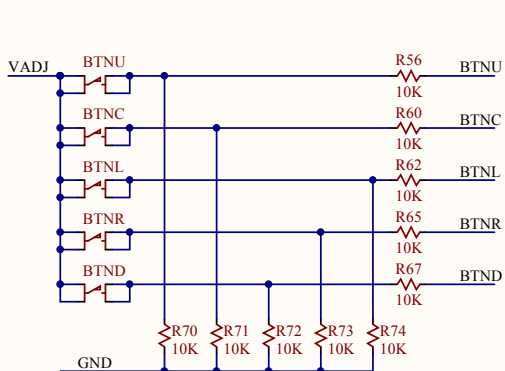 R56
VADJ BTNU BTNU
10K
BTNC R60 BTNC
10K
BTNL R62 BTNL
10K
BTNR R65 BTNR
10K
BTND R67 BTND
10K
R70 R71 R72 R73 R74
10K 10K 10K 10K 10K
GND